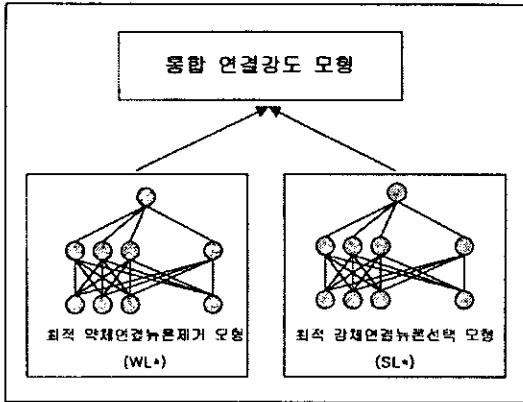 통합 연결강도 모형
최적 약체연결뉴론제거 모형
(WL*)
최적 강체연결뉴론선택 모형
(SL*)